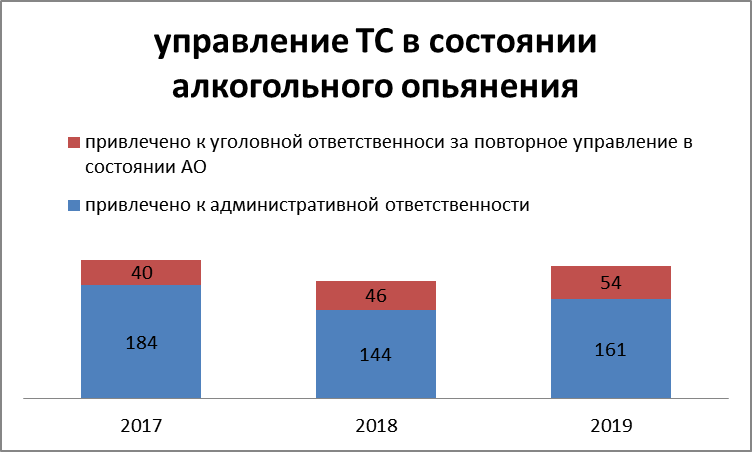 управление ТС в состоянии
алкогольного опьянения
привлечено к уголовной ответственноси за повторное управление в
состоянии АО
привлечено к административной ответственности
40
46
54
184
144
161
2017
2018
2019